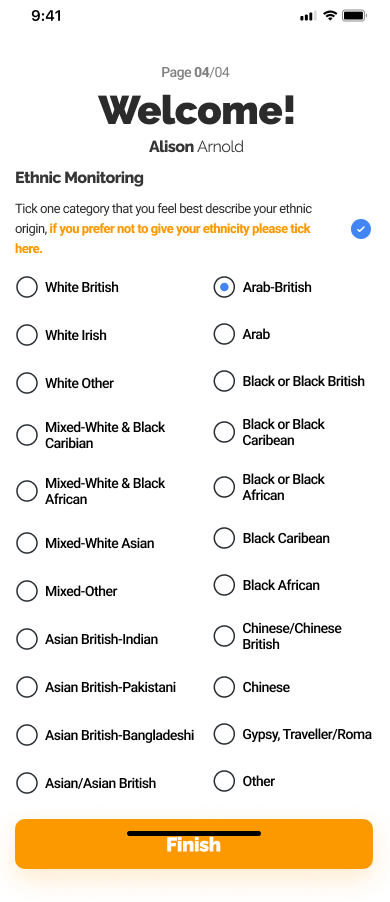 9:41
Page 04/04
Welcome!
Alison Arnold
Ethnic Monitoring
Tick one category that you feel best describe your ethnic
origin, if you prefer not to give your ethnicity please tick
here.
White British
Arab-British
White Irish
Arab
White Other
Black or Black British
Mixed-White & Black
Caribian
Black or Black
Caribean
Mixed-White & Black
African
Black or Black
African
Mixed-White Asian
Black Caribean
Mixed-Other
Black African
Asian British-Indian
Chinese/Chinese
British
Asian British-Pakistani
Chinese
Asian British-Bangladeshi
Gypsy, Traveller/Roma
Asian/Asian British
Other
Finish